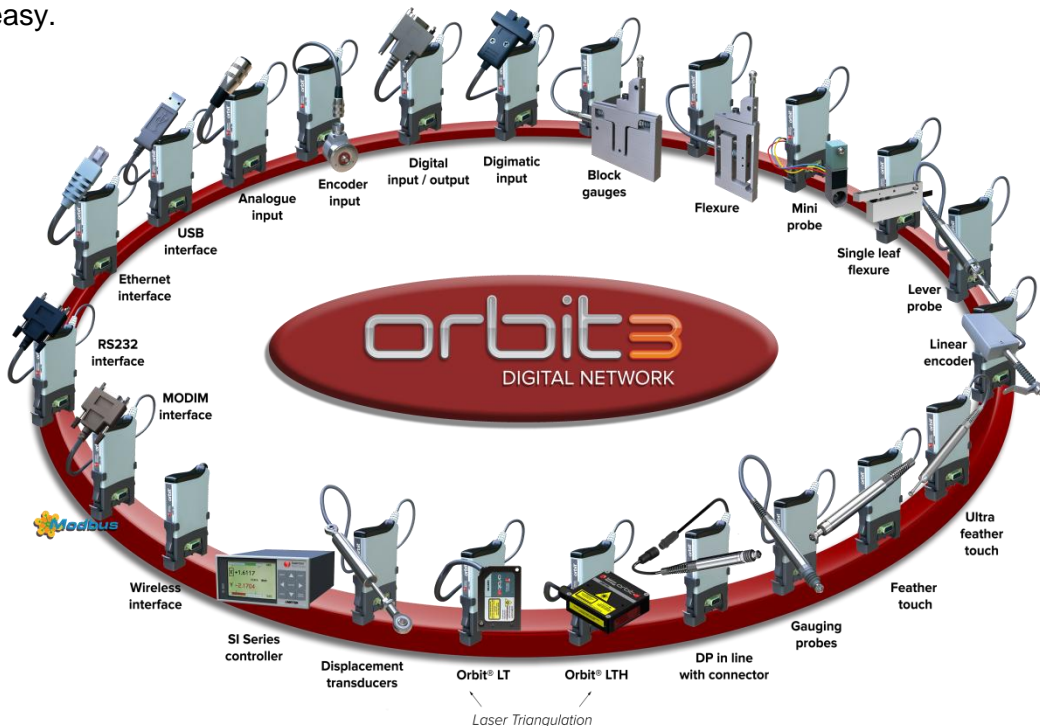 easy.
Digital
input / output
Digimatic
input
Block
gauges
Flexure
Mini
probe
Single leaf
flexure
Lever
probe
Linear
encoder
Ultra
feather
touch
Feather
touch
Gauging
probes
DP in line
with connector
Orbit® LTH
Orbit® LT
Laser Triangulation
Displacement
transducers
SI Series
controller
Wireless
interface
Modbus
MODIM
interface
RS232
interface
Ethernet
interface
USB
interface
Analogue
input
Encoder
input
orbit3
DIGITAL NETWORK